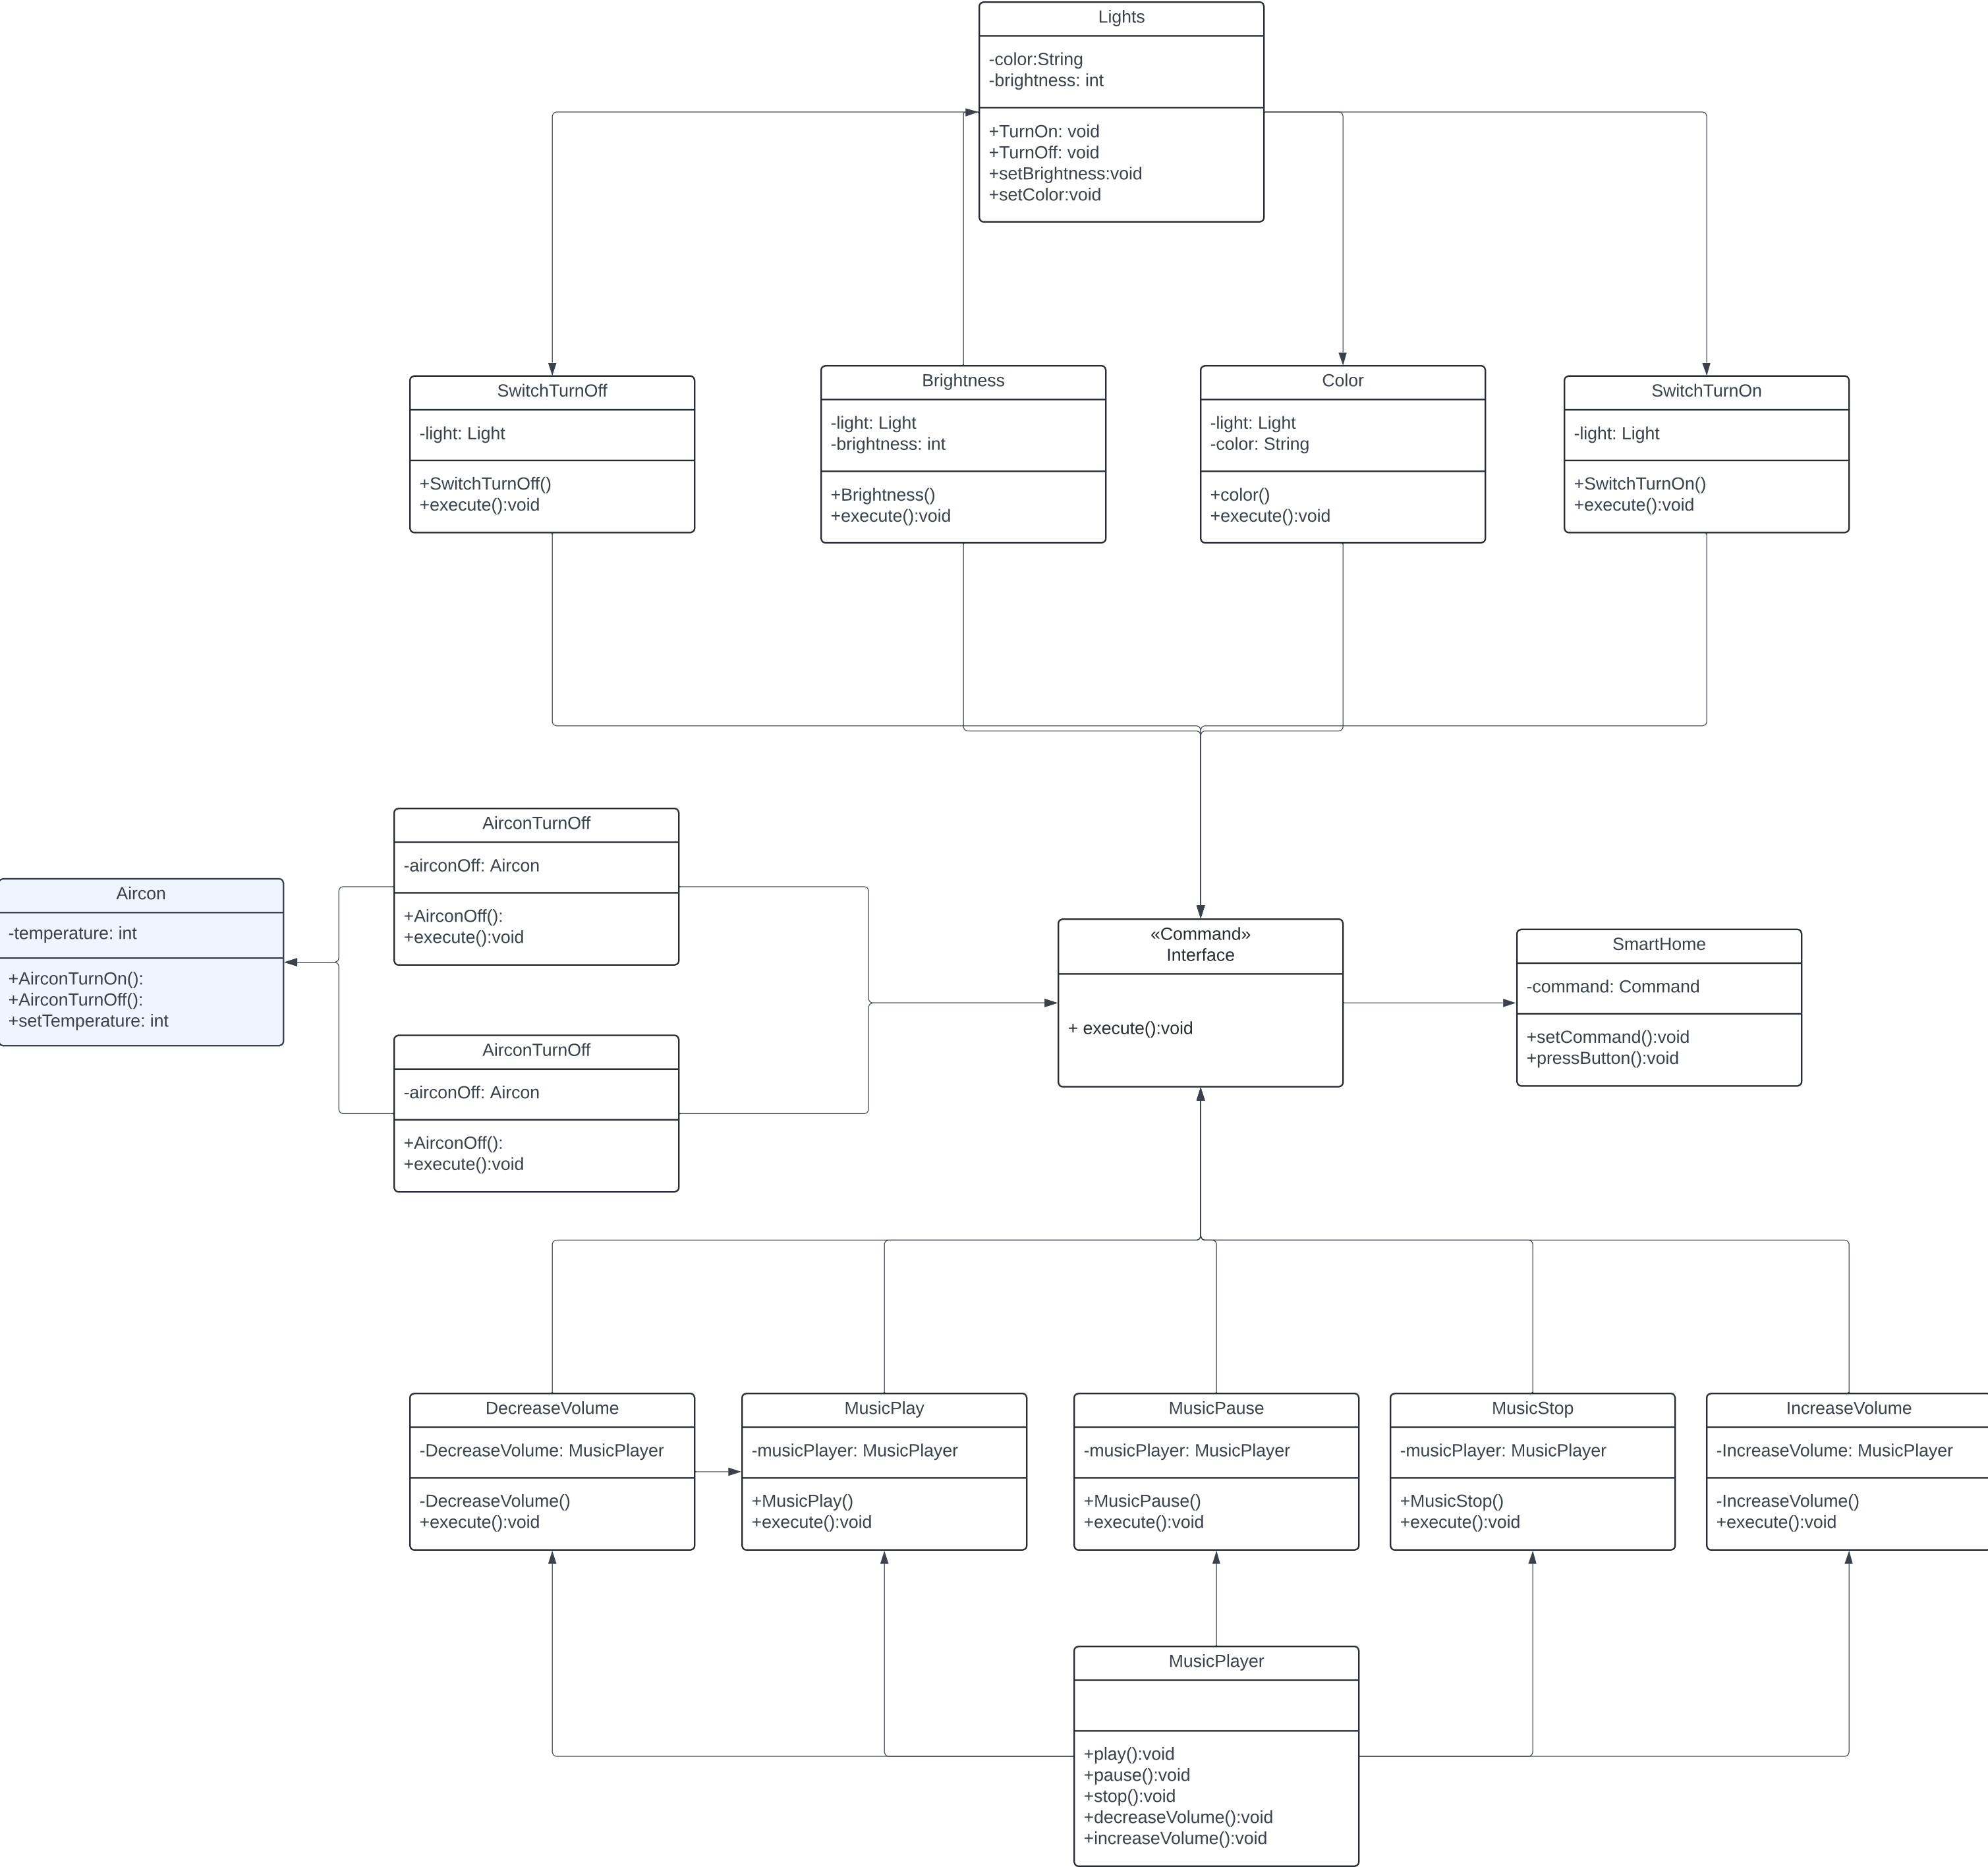 Lights
-color:String
-brightness: int
+TurnOn: void
+TurnOff: void
+setBrightness:void
+setColor:void
SwitchTurnOff
-light: Light
+SwitchTurnOff()
+execute():void
Brightness
-light: Light
-brightness: int
+Brightness()
+execute():void
Color
-light: Light
-color: String
+color()
+execute():void
SwitchTurnOn
-light: Light
+SwitchTurnOn()
+execute():void
AirconTurnOff
-airconOff: Aircon
+AirconOff():
+execute():void
Aircon
-temperature: int
+AirconTurnOn():
+AirconTurnOff():
+setTemperature: int
«Command»
Interface
+ execute():void
SmartHome
-command: Command
+setCommand():void
+pressButton():void
AirconTurnOff
-airconOff: Aircon
+AirconOff():
+execute():void
DecreaseVolume
-DecreaseVolume: MusicPlayer
-DecreaseVolume()
+execute():void
MusicPlay
-musicPlayer: MusicPlayer
+MusicPlay()
+execute():void
MusicPause
-musicPlayer: MusicPlayer
+MusicPause()
+execute():void
MusicStop
-musicPlayer: MusicPlayer
+MusicStop()
+execute():void
IncreaseVolume
-IncreaseVolume: MusicPlayer
-IncreaseVolume()
+execute():void
MusicPlayer
+play():void
+pause():void
+stop():void
+decreaseVolume():void
+increaseVolume():void